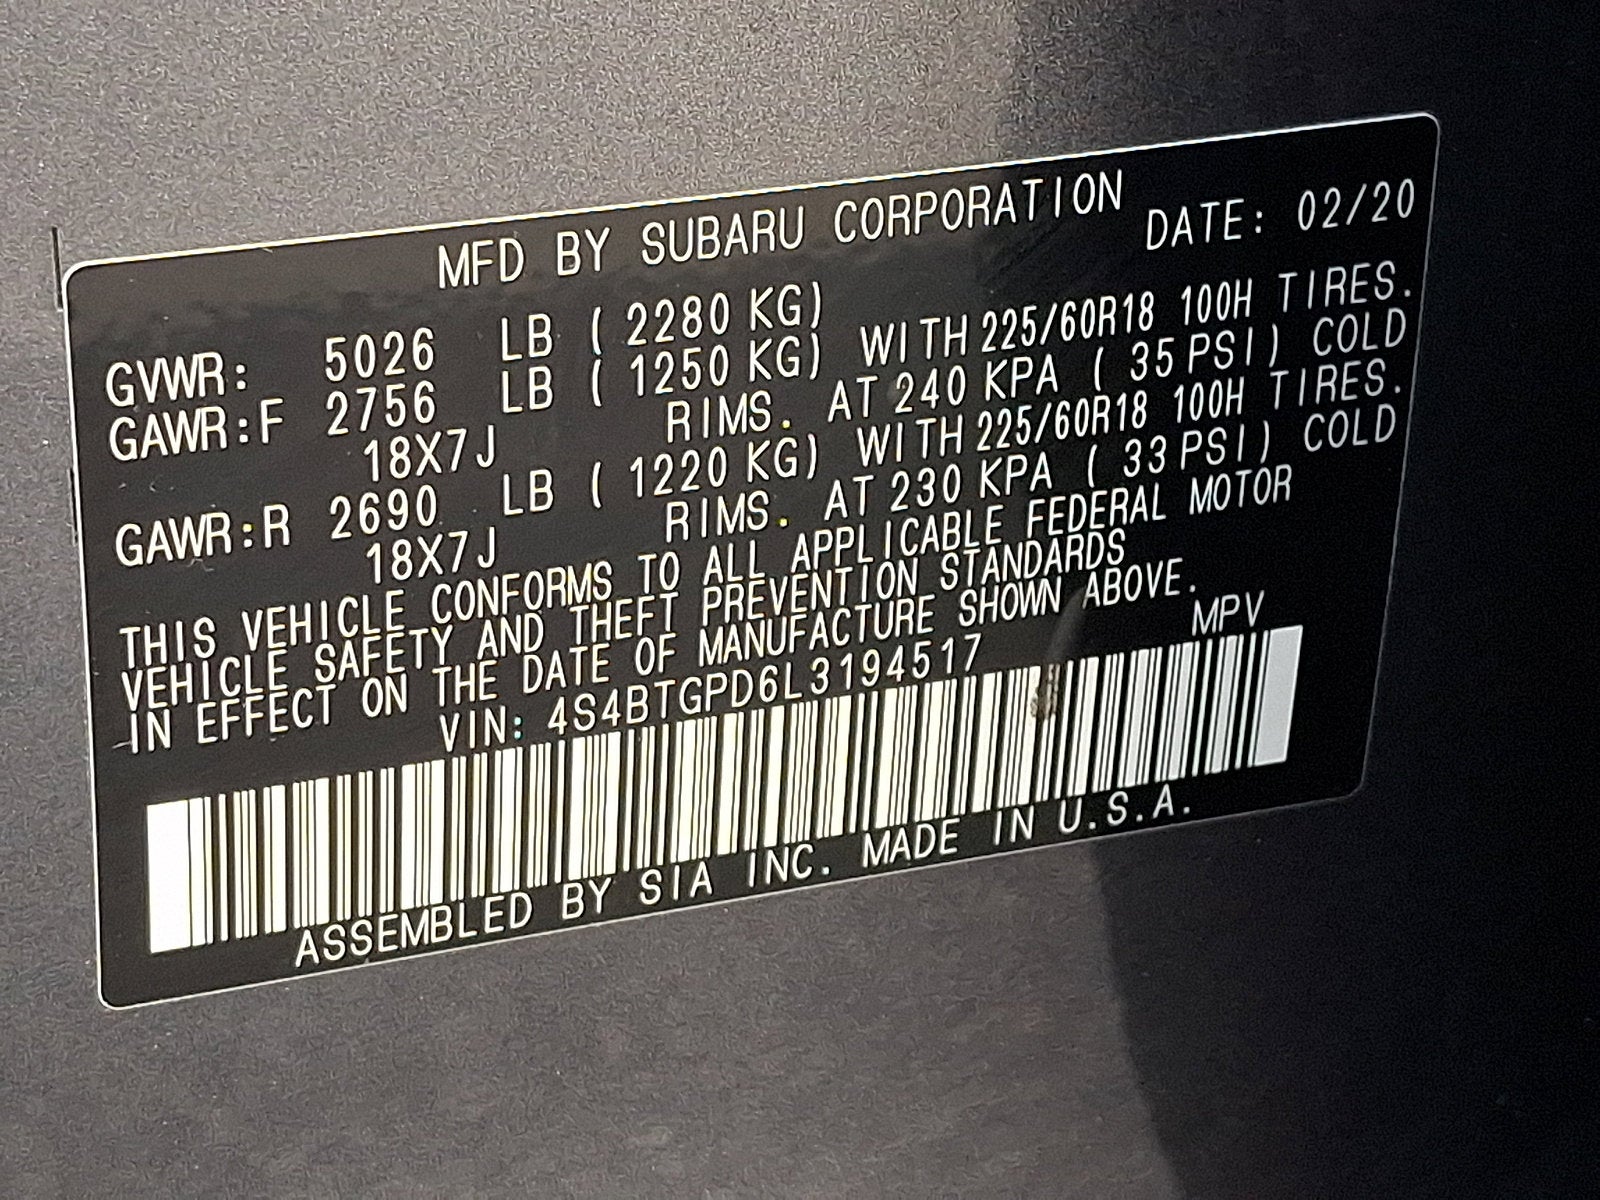 MFD BY SUBARU CORPORATION DATE: 02/20
GVWR: 5026 LB ( 2280 KG)
GAWR:F 2756 LB ( 1250 KG) WITH 225/60R18 100H TIRES.
18X7J RIMS. AT 240 KPA ( 35 PSI) COLD
GAWR:R 2690 LB ( 1220 KG) WITH 225/60R18 100H TIRES.
18X7J RIMS. AT 230 KPA ( 33 PSI) COLD
THIS VEHICLE CONFORMS TO ALL APPLICABLE FEDERAL MOTOR
VEHICLE SAFETY AND THEFT PREVENTION STANDARDS
IN EFFECT ON THE DATE OF MANUFACTURE SHOWN ABOVE.
VIN: 4S4BTGPD6L3194517 MPV
ASSEMBLED BY SIA INC. MADE IN U.S.A.